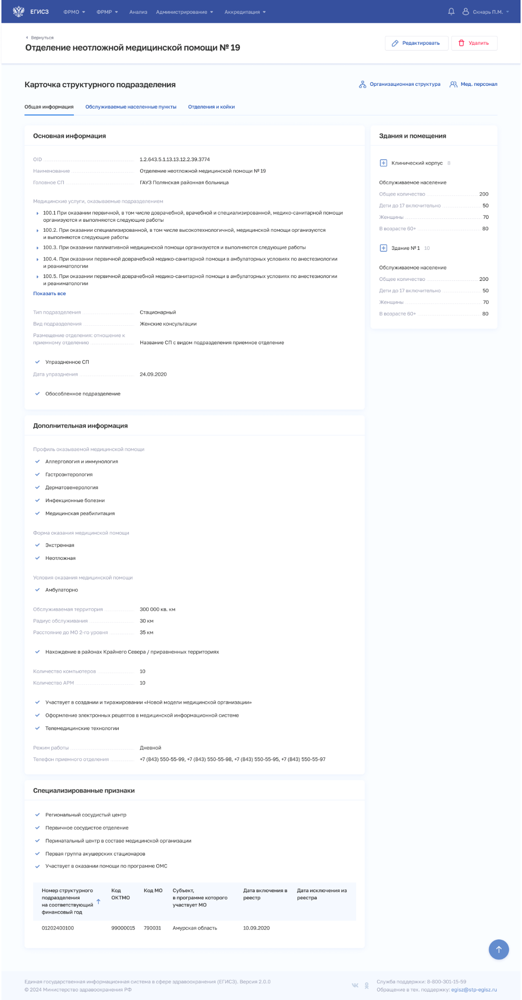 ЕГИСЗ
ФРМО
ФРМР
Анализ
Администрирование
Аккредитация
Скнарь П.М.
Вернуться
Отделение неотложной медицинской помощи № 19
Редактировать
Удалить
Карточка структурного подразделения
Организационная структура
Мед. персонал
Общая информация
Обслуживаемые населенные пункты
Отделения и койки
Основная информация
OID 1.2.643.5.1.13.13.12.2.39.3774
Наименование Отделение неотложной медицинской помощи № 19
Головное СП ГАУЗ Полянская районная больница
Медицинские услуги, оказываемые подразделением
100.1 При оказании первичной, в том числе доврачебной, врачебной и специализированной, медико-санитарной помощи
организуются и выполняются следующие работы
100.2. При оказании специализированной, в том числе высокотехнологичной, медицинской помощи организуются
и выполняются следующие работы
100.3. При оказании паллиативной медицинской помощи организуются и выполняются следующие работы
100.4. При оказании первичной доврачебной медико-санитарной помощи в амбулаторных условиях по анестезиологии
и реаниматологии
100.5. При оказании первичной доврачебной медико-санитарной помощи в амбулаторных условиях по анестезиологии
и реаниматологии
Показать все
Тип подразделения Стационарный
Вид подразделения Женские консультации
Размещение отделения: отношение к
приемному отделению Название СП с видом подразделения приемное отделение
Упраздненное СП
Дата упразднения 24.09.2020
Обособленное подразделение
Здания и помещения
Клинический корпус 8
Обслуживаемое население
Общее количество 200
Дети до 17 включительно 50
Женщины 70
В возрасте 60+ 80
Здание № 1 10
Обслуживаемое население
Общее количество 200
Дети до 17 включительно 50
Женщины 70
В возрасте 60+ 80
Дополнительная информация
Профиль оказываемой медицинской помощи
Аллергология и иммунология
Гастроэнтерология
Дерматовенерология
Инфекционные болезни
Медицинская реабилитация
Форма оказания медицинской помощи
Экстренная
Неотложная
Условия оказания медицинской помощи
Амбулаторно
Обслуживаемая территория 300 000 кв. км
Радиус обслуживания 30 км
Расстояние до МО 2-го уровня 35 км
Нахождение в районах Крайнего Севера / приравненных территориях
Количество компьютеров 10
Количество АРМ 10
Участвует в создании и тиражировании «Новой модели медицинской организации»
Оформление электронных рецептов в медицинской информационной системе
Телемедицинские технологии
Режим работы Дневной
Телефон приемного отделения +7 (843) 550-55-99, +7 (843) 550-55-98, +7 (843) 550-55-95, +7 (843) 550-55-97
Специализированные признаки
Региональный сосудистый центр
Первичное сосудистое отделение
Перинатальный центр в составе медицинской организации
Первая группа акушерских стационаров
Участвует в оказании помощи по программе ОМС
Номер структурного
подразделения
на соответствующий
финансовый год
Код
ОКТМО
Код МО
Субъект,
в программе которого
участвует МО
Дата включения в
реестр
Дата исключения из
реестра
01202400100 99000015 790031 Амурская область 10.09.2020
Единая государственная информационная система в сфере здравоохранения (ЕГИСЗ). Версия 2.0.0
© 2024 Министерство здравоохранения РФ
Служба поддержки: 8-800-301-15-59
Обращение в тех. поддержку: egisz@stp-egisz.ru